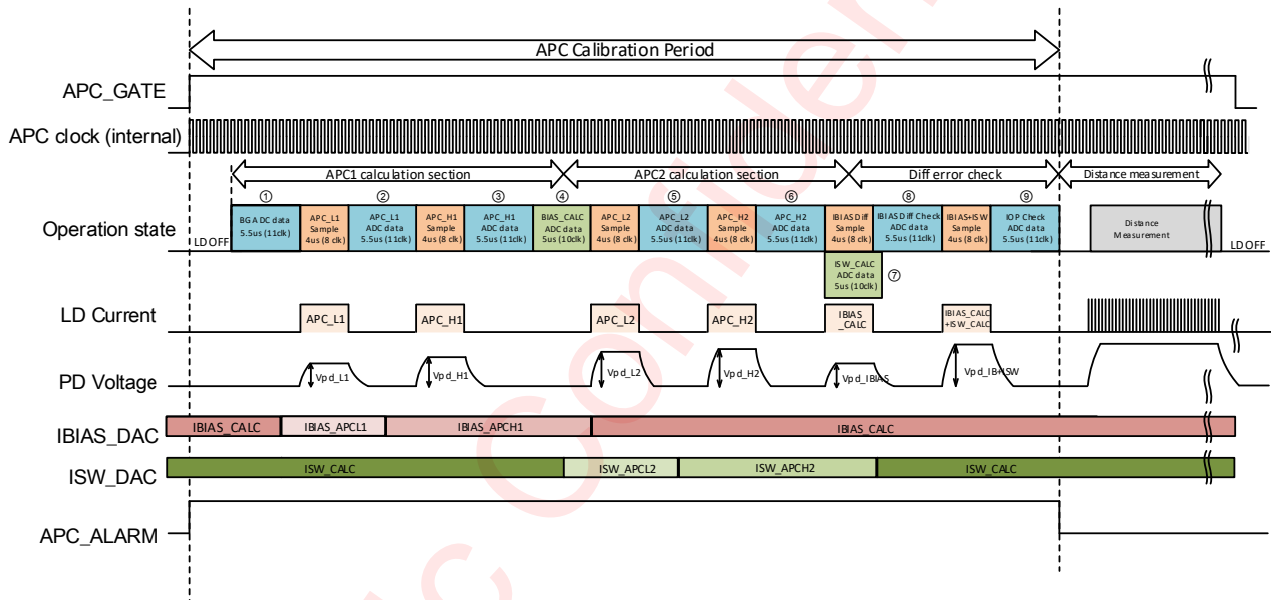 APC Calibration Period
APC_GATE
APC clock (internal)
APC1 calculation section
APC2 calculation section
Diff error check
Distance measurement
① ② ③ ④ ⑤ ⑥ ⑧ ⑨
Operation state
LD OFF
BG ADC data
5.5us (11clk)
APC_L1
Sample
4us (8 clk)
APC_L1
ADC data
5.5us (11clk)
APC_H1
Sample
4us (8 clk)
APC_H1
ADC data
5.5us (11clk)
BIAS_CALC
ADC data
5us (10clk)
APC_L2
Sample
4us (8 clk)
APC_L2
ADC data
5.5us (11clk)
APC_H2
Sample
4us (8 clk)
APC_H2
ADC data
5.5us (11clk)
IBIAS Diff
Sample
4us (8 clk)
IBIAS Diff Check
ADC data
5.5us (11clk)
IBIAS+ISW
Sample
4us (8 clk)
IOP Check
ADC data
5.5us (11clk)
Distance
Measurement
LD OFF
ISW_CALC
ADC data
5us (10clk)
⑦
LD Current
APC_L1
APC_H1
APC_L2
APC_H2
IBIAS
_CALC
IBIAS_CALC
+ISW_CALC
PD Voltage
Vpd_L1
Vpd_H1
Vpd_L2
Vpd_H2
Vpd_IBIAS
Vpd_IB+ISW
IBIAS_DAC
IBIAS_CALC
IBIAS_APCL1
IBIAS_APCH1
IBIAS_CALC
ISW_DAC
ISW_CALC
ISW_APCL2
ISW_APCH2
ISW_CALC
APC_ALARM